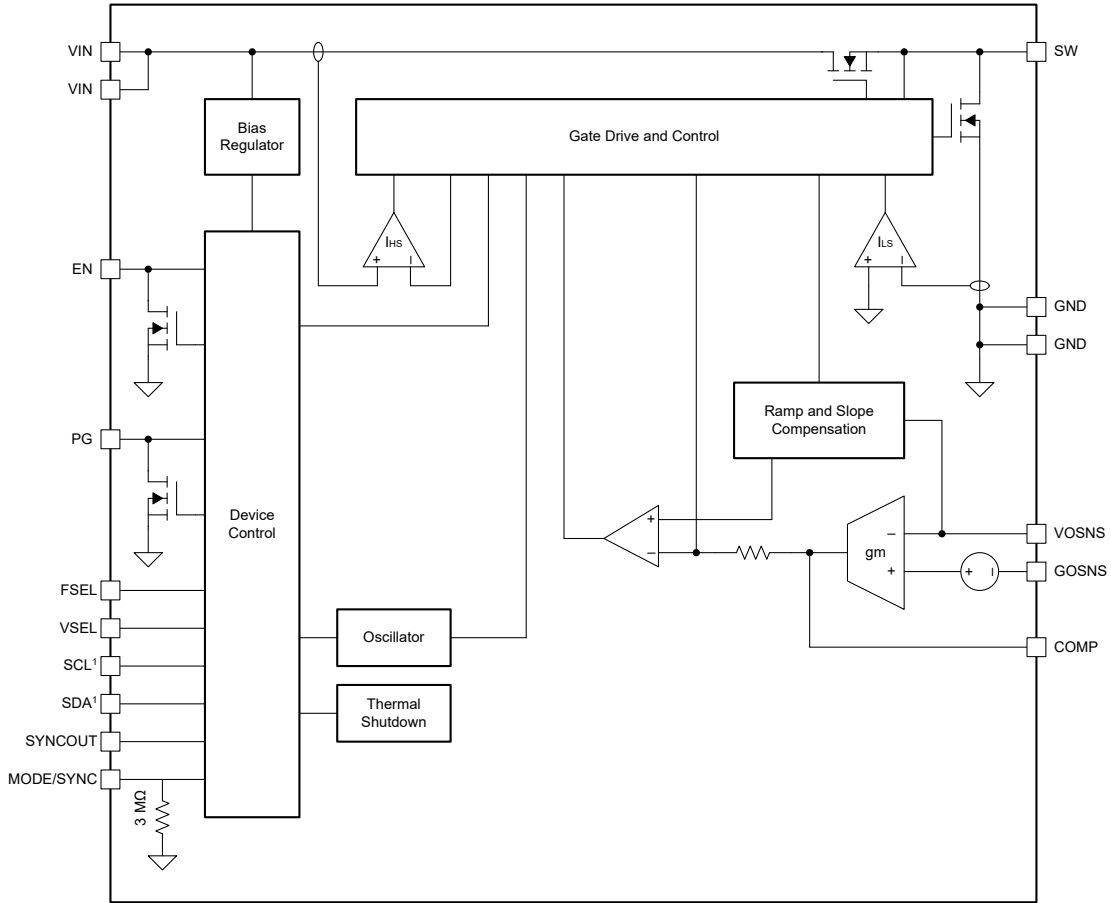 VIN
SW
VIN
Bias
Regulator
Gate Drive and Control
IHS
+ −
ILS
+ −
EN
GND
GND
Ramp and Slope
Compensation
PG
Device
Control
+
−
gm
−
+
+ −
VOSNS
GOSNS
FSEL
VSEL
Oscillator
COMP
SCL¹
SDA¹
Thermal
Shutdown
SYNCOUT
MODE/SYNC
3 MΩ